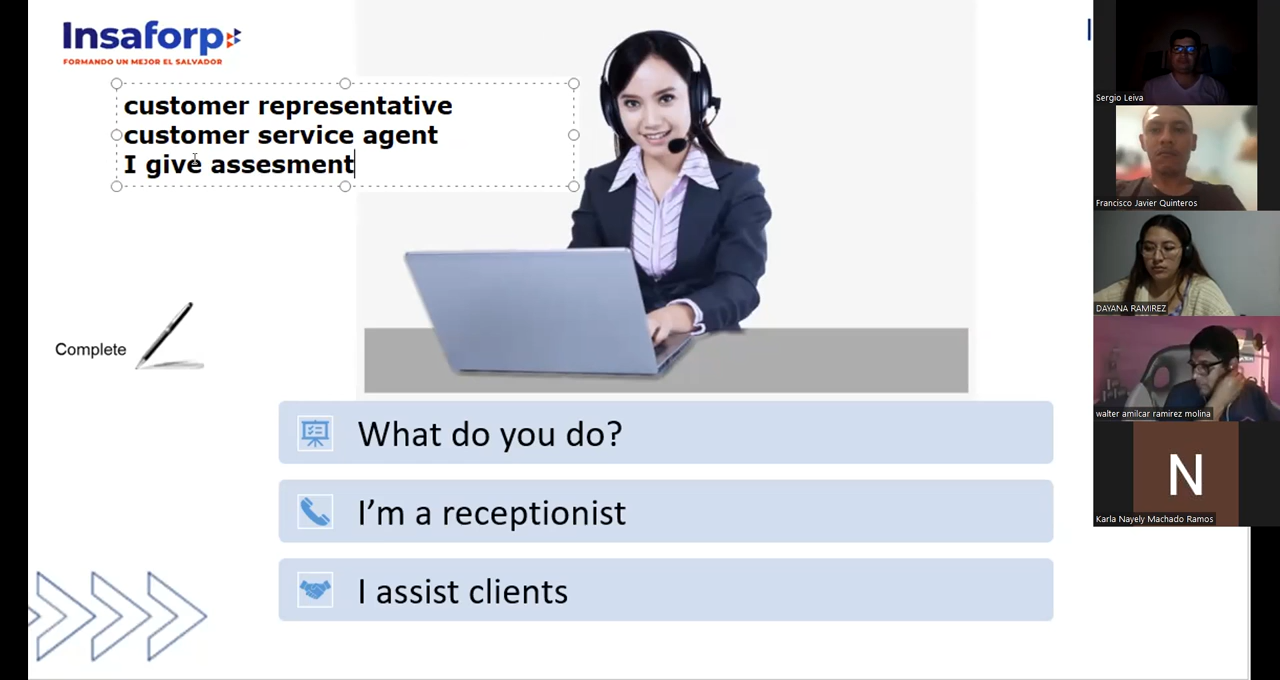 Insaforp
FORMANDO UN MEJOR EL SALVADOR
customer representative
customer service agent
I give assesment
Complete
What do you do?
I'm a receptionist
I assist clients
Sergio Leiva
Francisco Javier Quinteros
DAYANA RAMIREZ
walter amilcar ramirez molina
N
Karla Nayely Machado Ramos